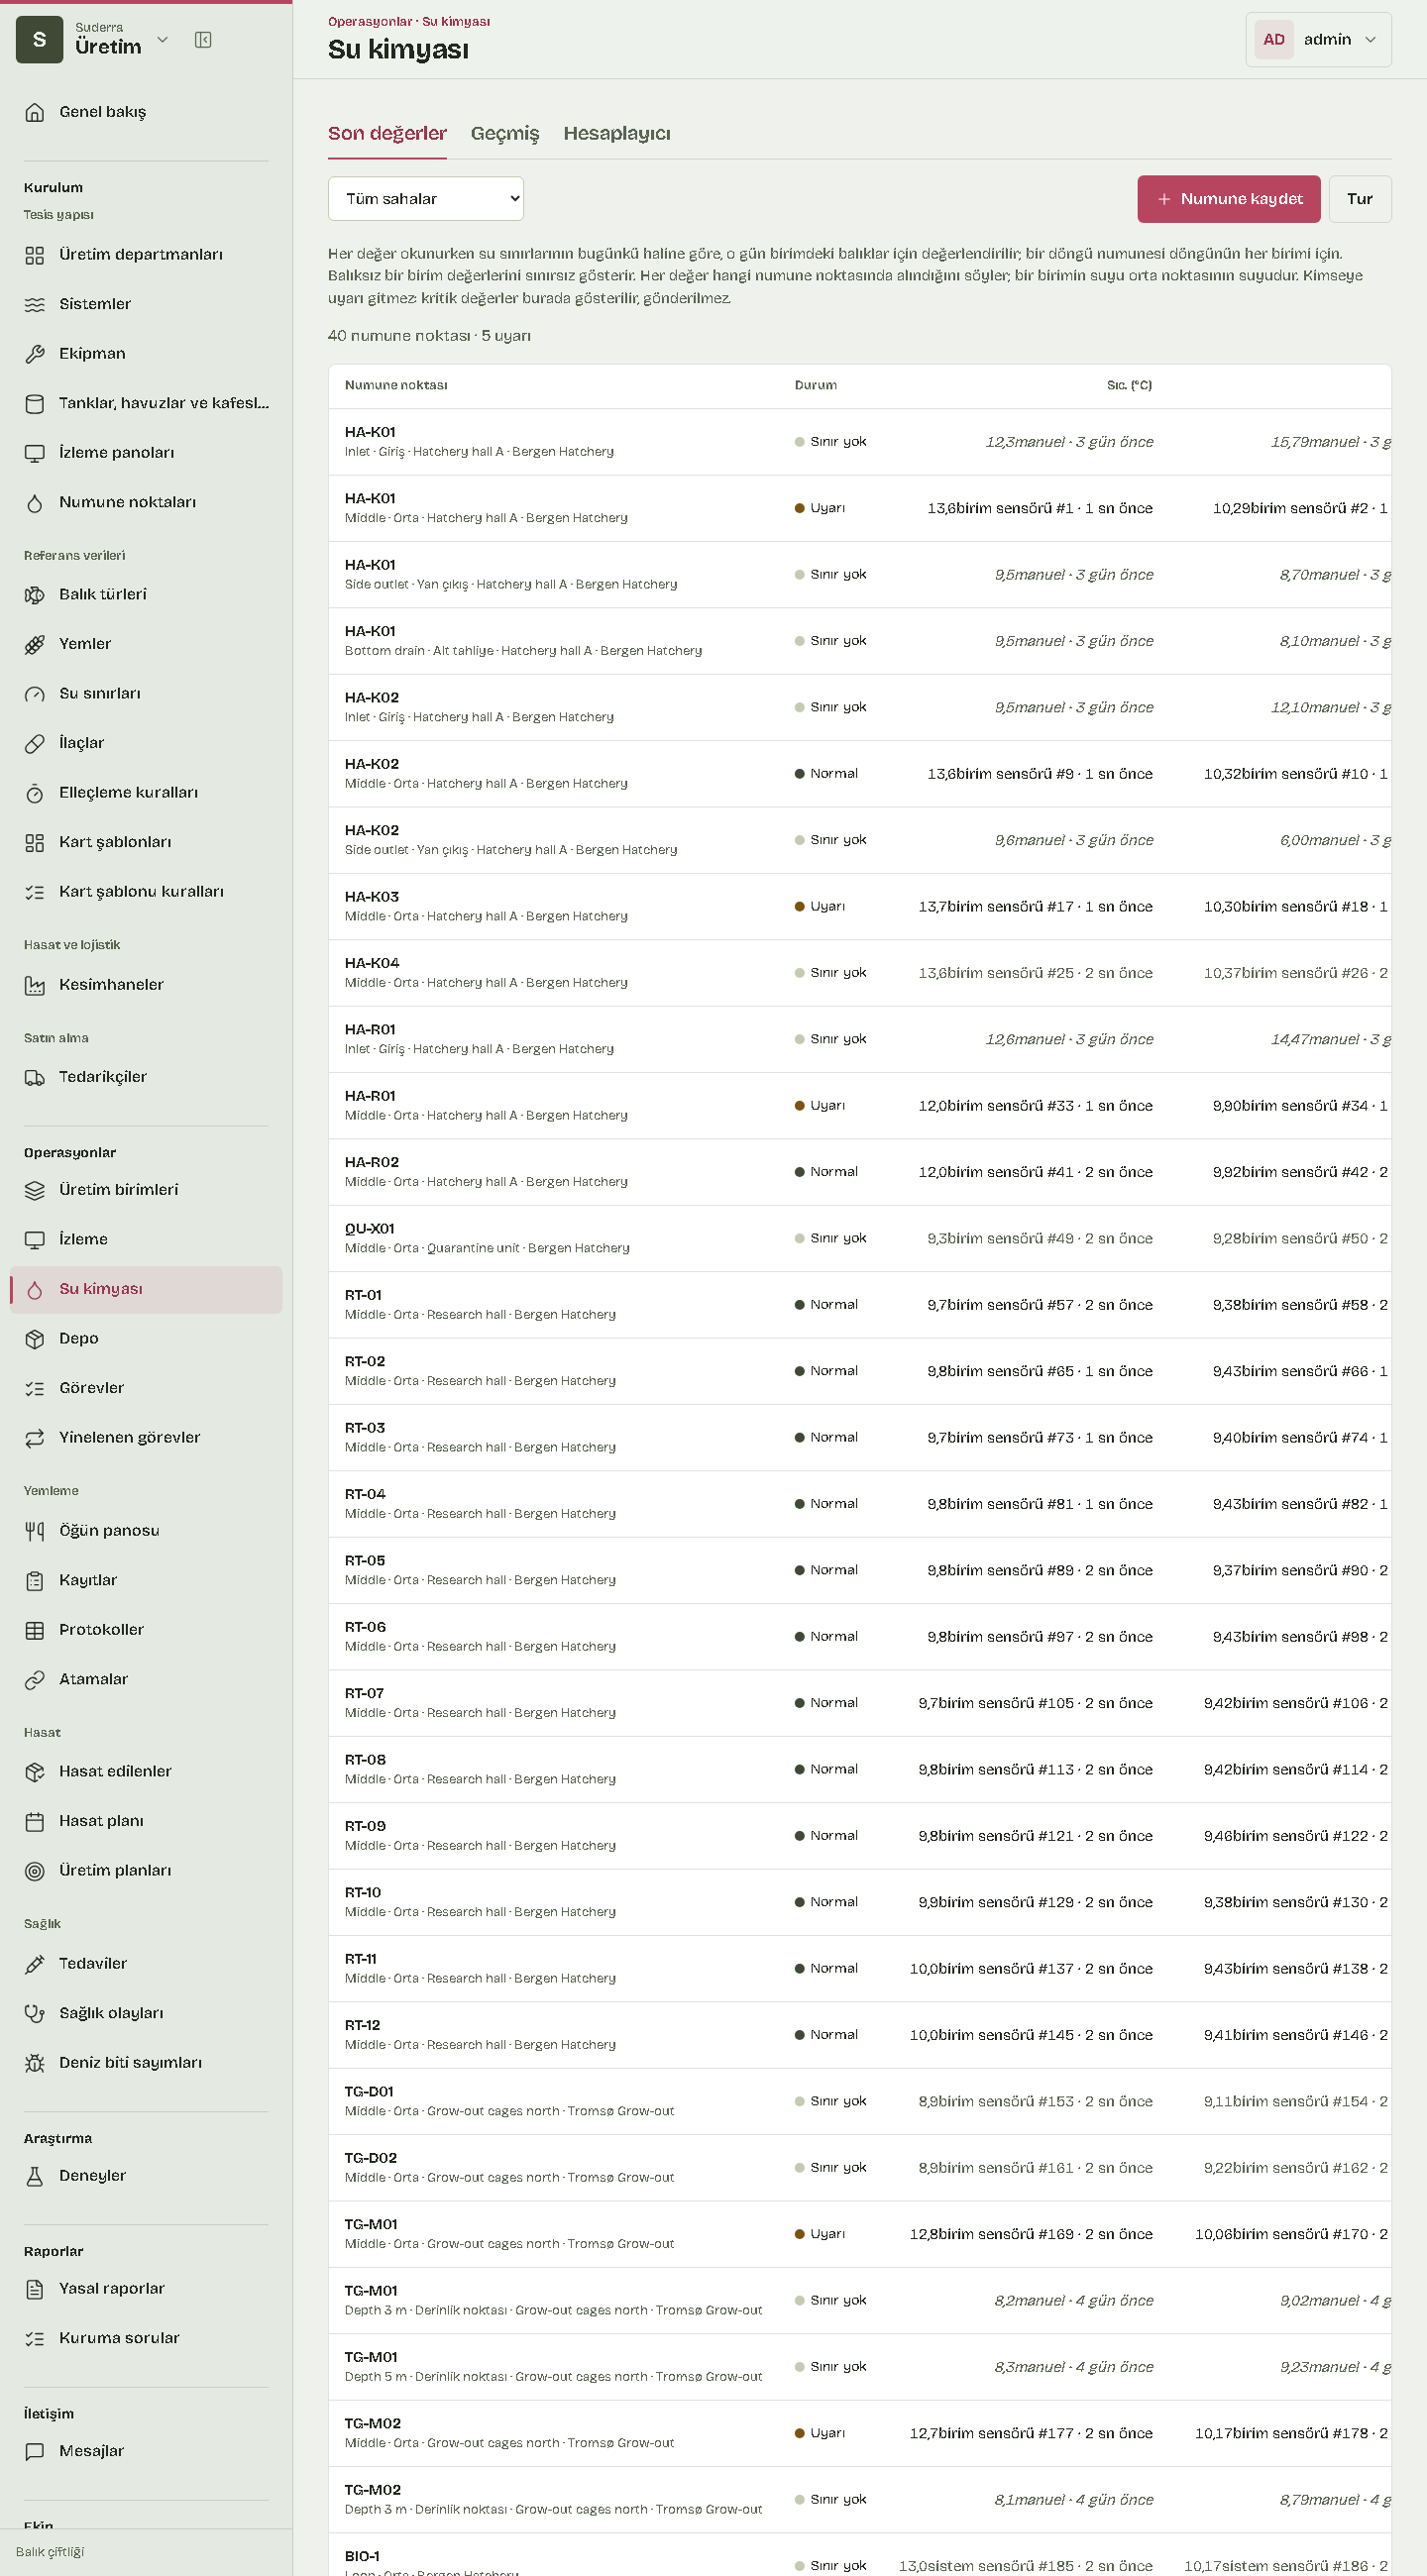 S
Suderra
Üretim
Genel bakış
Kurulum
Tesis yapısı
Üretim departmanları
Sistemler
Ekipman
Tanklar, havuzlar ve kafesl...
İzleme panoları
Numune noktaları
Referans verileri
Balık türleri
Yemler
Su sınırları
İlaçlar
Elleçleme kuralları
Kart şablonları
Kart şablonu kuralları
Hasat ve lojistik
Kesimhaneler
Satın alma
Tedarikçiler
Operasyonlar
Üretim birimleri
İzleme
Su kimyası
Depo
Görevler
Yinelenen görevler
Yemleme
Öğün panosu
Kayıtlar
Protokoller
Atamalar
Hasat
Hasat edilenler
Hasat planı
Üretim planları
Sağlık
Tedaviler
Sağlık olayları
Deniz biti sayımları
Araştırma
Deneyler
Raporlar
Yasal raporlar
Kuruma sorular
İletişim
Mesajlar
Ekip
Balık çiftliği
Operasyonlar · Su kimyası
Su kimyası
AD admin
Son değerler Geçmiş Hesaplayıcı
Tüm sahalar
Numune kaydet Tur
Her değer okunurken su sınırlarının bugünkü haline göre, o gün birimdeki balıklar için değerlendirilir; bir döngü numunesi döngünün her birimi için.
Balıksız bir birim değerlerini sınırsız gösterir. Her değer hangi numune noktasında alındığını söyler; bir birimin suyu orta noktasının suyudur. Kimseye
uyarı gitmez: kritik değerler burada gösterilir, gönderilmez.
40 numune noktası · 5 uyarı
Numune noktası Durum Sıc. (°C)
HA-K01
Inlet · Giriş · Hatchery hall A · Bergen Hatchery
Sınır yok 12,3manuel · 3 gün önce 15,79manuel · 3 g
HA-K01
Middle · Orta · Hatchery hall A · Bergen Hatchery
Uyarı 13,6birim sensörü #1 · 1 sn önce 10,29birim sensörü #2 · 1
HA-K01
Side outlet · Yan çıkış · Hatchery hall A · Bergen Hatchery
Sınır yok 9,5manuel · 3 gün önce 8,70manuel · 3 g
HA-K01
Bottom drain · Alt tahliye · Hatchery hall A · Bergen Hatchery
Sınır yok 9,5manuel · 3 gün önce 8,10manuel · 3 g
HA-K02
Inlet · Giriş · Hatchery hall A · Bergen Hatchery
Sınır yok 9,5manuel · 3 gün önce 12,10manuel · 3 g
HA-K02
Middle · Orta · Hatchery hall A · Bergen Hatchery
Normal 13,6birim sensörü #9 · 1 sn önce 10,32birim sensörü #10 · 1
HA-K02
Side outlet · Yan çıkış · Hatchery hall A · Bergen Hatchery
Sınır yok 9,6manuel · 3 gün önce 6,00manuel · 3 g
HA-K03
Middle · Orta · Hatchery hall A · Bergen Hatchery
Uyarı 13,7birim sensörü #17 · 1 sn önce 10,30birim sensörü #18 · 1
HA-K04
Middle · Orta · Hatchery hall A · Bergen Hatchery
Sınır yok 13,6birim sensörü #25 · 2 sn önce 10,37birim sensörü #26 · 2
HA-R01
Inlet · Giriş · Hatchery hall A · Bergen Hatchery
Sınır yok 12,6manuel · 3 gün önce 14,47manuel · 3 g
HA-R01
Middle · Orta · Hatchery hall A · Bergen Hatchery
Uyarı 12,0birim sensörü #33 · 1 sn önce 9,90birim sensörü #34 · 1
HA-R02
Middle · Orta · Hatchery hall A · Bergen Hatchery
Normal 12,0birim sensörü #41 · 2 sn önce 9,92birim sensörü #42 · 2
QU-X01
Middle · Orta · Quarantine unit · Bergen Hatchery
Sınır yok 9,3birim sensörü #49 · 2 sn önce 9,28birim sensörü #50 · 2
RT-01
Middle · Orta · Research hall · Bergen Hatchery
Normal 9,7birim sensörü #57 · 2 sn önce 9,38birim sensörü #58 · 2
RT-02
Middle · Orta · Research hall · Bergen Hatchery
Normal 9,8birim sensörü #65 · 1 sn önce 9,43birim sensörü #66 · 1
RT-03
Middle · Orta · Research hall · Bergen Hatchery
Normal 9,7birim sensörü #73 · 1 sn önce 9,40birim sensörü #74 · 1
RT-04
Middle · Orta · Research hall · Bergen Hatchery
Normal 9,8birim sensörü #81 · 1 sn önce 9,43birim sensörü #82 · 1
RT-05
Middle · Orta · Research hall · Bergen Hatchery
Normal 9,8birim sensörü #89 · 2 sn önce 9,37birim sensörü #90 · 2
RT-06
Middle · Orta · Research hall · Bergen Hatchery
Normal 9,8birim sensörü #97 · 2 sn önce 9,43birim sensörü #98 · 2
RT-07
Middle · Orta · Research hall · Bergen Hatchery
Normal 9,7birim sensörü #105 · 2 sn önce 9,42birim sensörü #106 · 2
RT-08
Middle · Orta · Research hall · Bergen Hatchery
Normal 9,8birim sensörü #113 · 2 sn önce 9,42birim sensörü #114 · 2
RT-09
Middle · Orta · Research hall · Bergen Hatchery
Normal 9,8birim sensörü #121 · 2 sn önce 9,46birim sensörü #122 · 2
RT-10
Middle · Orta · Research hall · Bergen Hatchery
Normal 9,9birim sensörü #129 · 2 sn önce 9,38birim sensörü #130 · 2
RT-11
Middle · Orta · Research hall · Bergen Hatchery
Normal 10,0birim sensörü #137 · 2 sn önce 9,43birim sensörü #138 · 2
RT-12
Middle · Orta · Research hall · Bergen Hatchery
Normal 10,0birim sensörü #145 · 2 sn önce 9,41birim sensörü #146 · 2
TG-D01
Middle · Orta · Grow-out cages north · Tromsø Grow-out
Sınır yok 8,9birim sensörü #153 · 2 sn önce 9,11birim sensörü #154 · 2
TG-D02
Middle · Orta · Grow-out cages north · Tromsø Grow-out
Sınır yok 8,9birim sensörü #161 · 2 sn önce 9,22birim sensörü #162 · 2
TG-M01
Middle · Orta · Grow-out cages north · Tromsø Grow-out
Uyarı 12,8birim sensörü #169 · 2 sn önce 10,06birim sensörü #170 · 2
TG-M01
Depth 3 m · Derinlik noktası · Grow-out cages north · Tromsø Grow-out
Sınır yok 8,2manuel · 4 gün önce 9,02manuel · 4 g
TG-M01
Depth 5 m · Derinlik noktası · Grow-out cages north · Tromsø Grow-out
Sınır yok 8,3manuel · 4 gün önce 9,23manuel · 4 g
TG-M02
Middle · Orta · Grow-out cages north · Tromsø Grow-out
Uyarı 12,7birim sensörü #177 · 2 sn önce 10,17birim sensörü #178 · 2
TG-M02
Depth 3 m · Derinlik noktası · Grow-out cages north · Tromsø Grow-out
Sınır yok 8,1manuel · 4 gün önce 8,79manuel · 4 g
BIO-1
Loop · Orta · Bergen Hatchery
Sınır yok 13,0sistem sensörü #185 · 2 sn önce 10,17sistem sensörü #186 · 2